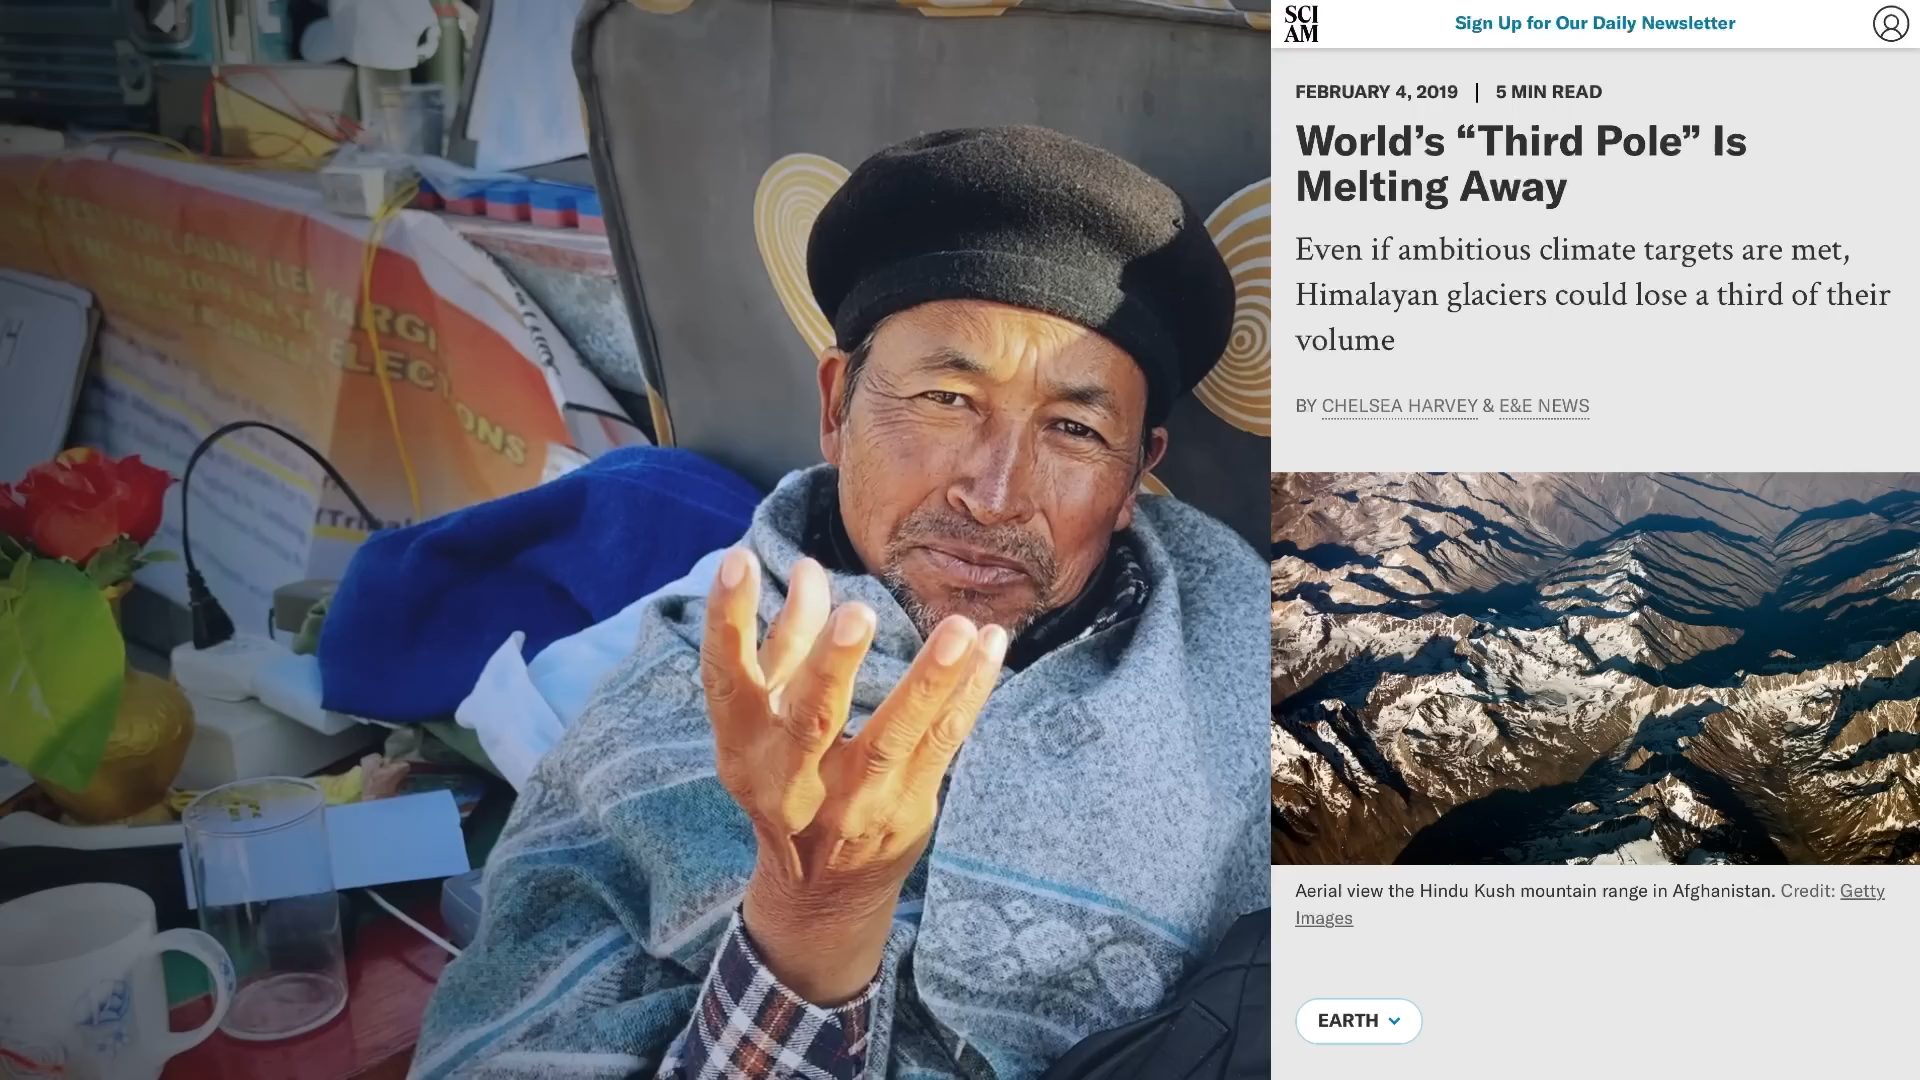 SCI
AM
Sign Up for Our Daily Newsletter
FEBRUARY 4, 2019 | 5 MIN READ
World’s “Third Pole” Is
Melting Away
Even if ambitious climate targets are met,
Himalayan glaciers could lose a third of their
volume
BY CHELSEA HARVEY & E&E NEWS
Aerial view the Hindu Kush mountain range in Afghanistan. Credit: Getty
Images
EARTH
KARGI
ELECTIONS